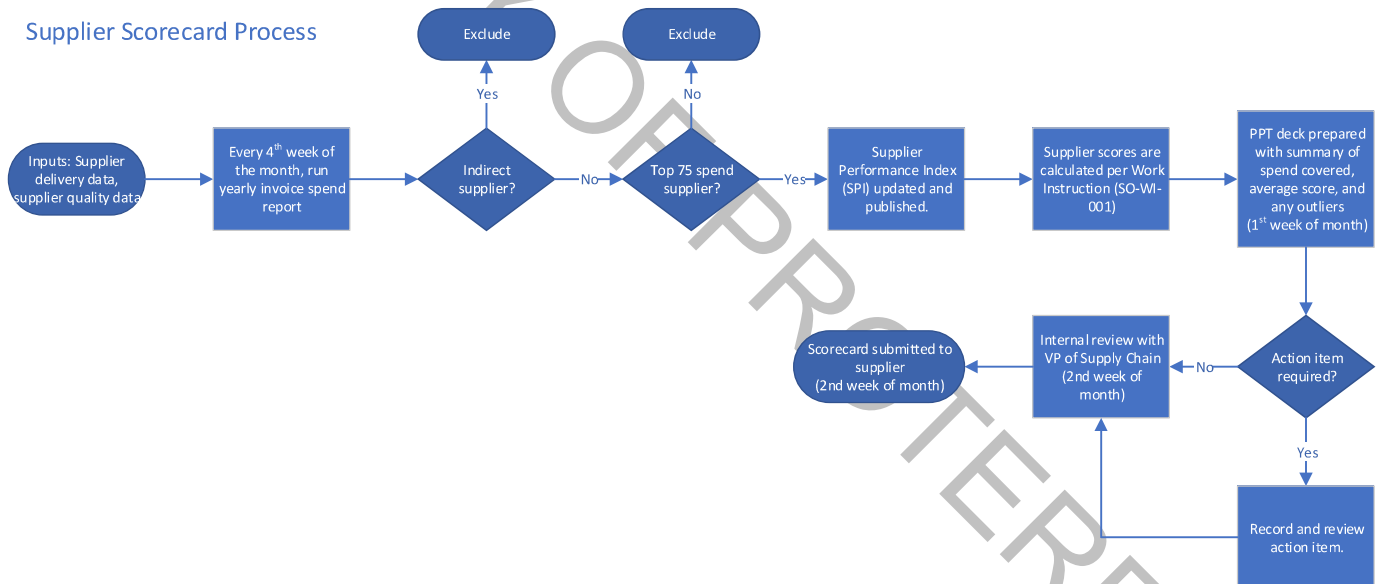 Supplier Scorecard Process
Exclude
Exclude
Yes
No
Inputs: Supplier
delivery data,
supplier quality data
Every 4th week of
the month, run
yearly invoice spend
report
Indirect
supplier?
No
Top 75 spend
supplier?
Yes
Supplier
Performance Index
(SPI) updated and
published.
Supplier scores are
calculated per Work
Instruction (SO-WI-
001)
PPT deck prepared
with summary of
spend covered,
average score, and
any outliers
(1st week of month)
Scorecard submitted to
supplier
(2nd week of month)
Internal review with
VP of Supply Chain
(2nd week of
month)
No
Action item
required?
Yes
Record and review
action item.
OF PROTERR